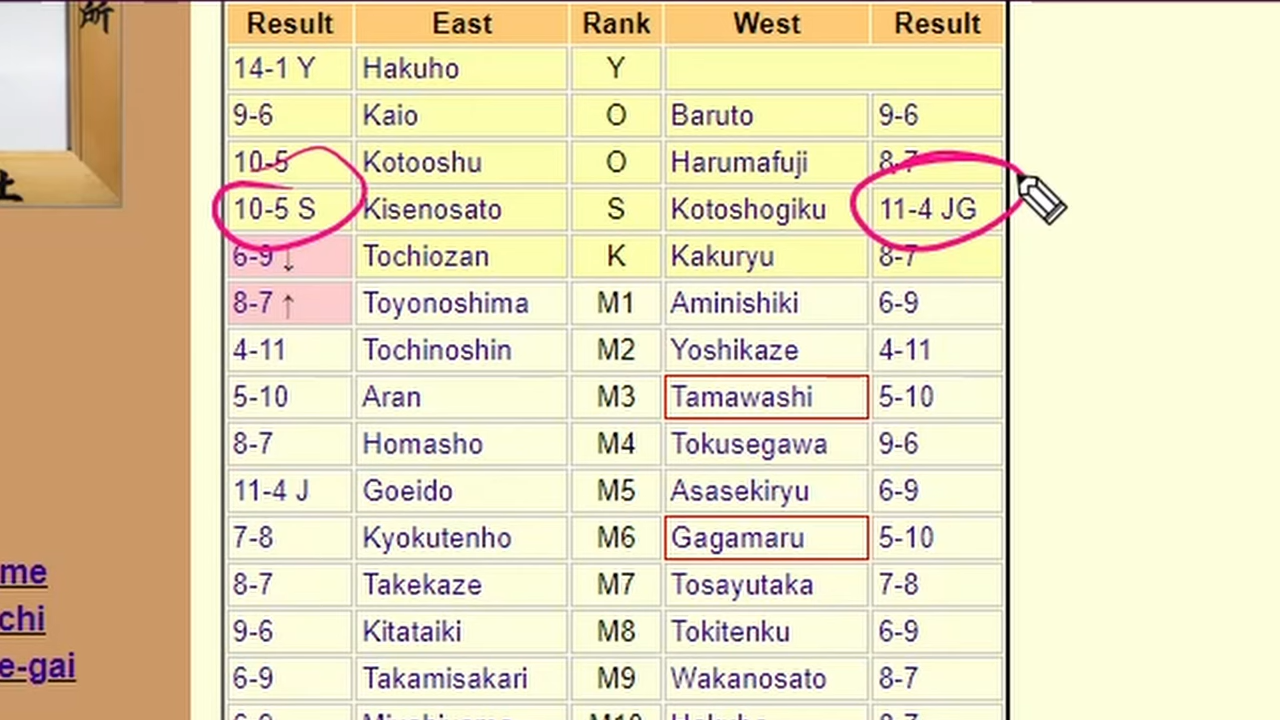 所
Result East Rank West Result
14-1 Y Hakuho Y
9-6 Kaio O Baruto 9-6
10-5 Kotooshu O Harumafuji 8-7
10-5 S Kisenosato S Kotoshogiku 11-4 JG
6-9 ↓ Tochiozan K Kakuryu 8-7
8-7 ↑ Toyonoshima M1 Aminishiki 6-9
4-11 Tochinoshin M2 Yoshikaze 4-11
5-10 Aran M3 Tamawashi 5-10
8-7 Homasho M4 Tokusegawa 9-6
11-4 J Goeido M5 Asasekiryu 6-9
7-8 Kyokutenho M6 Gagamaru 5-10
8-7 Takekaze M7 Tosayutaka 7-8
9-6 Kitataiki M8 Tokitenku 6-9
6-9 Takamisakari M9 Wakanosato 8-7
me
chi
e-gai